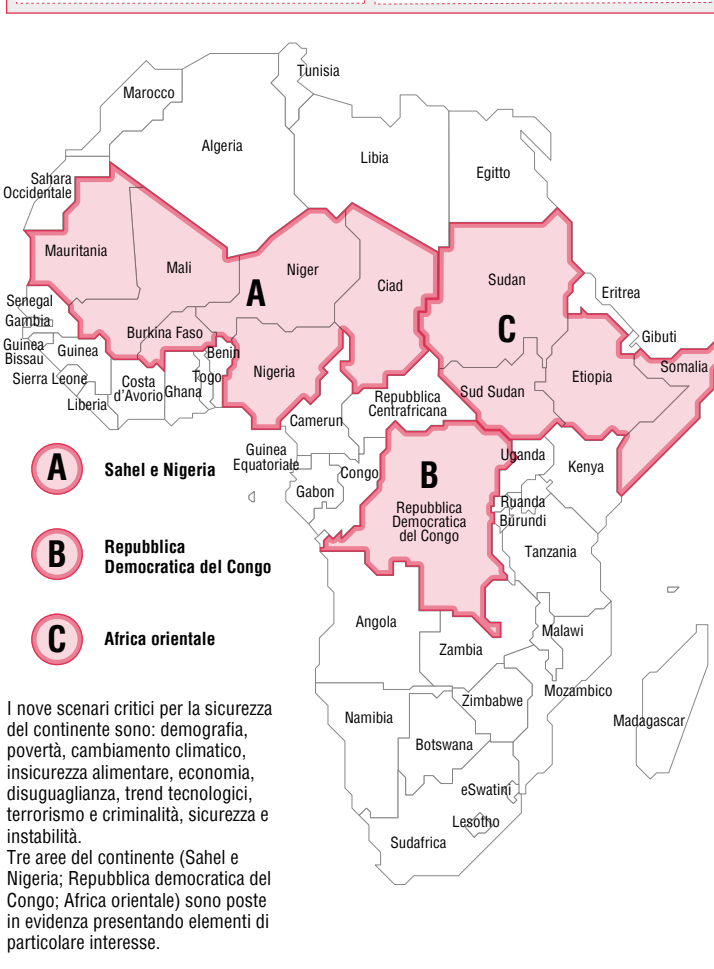 Tunisia
Marocco
Algeria
Libia
Egitto
Sahara
Occidentale
Mauritania
Mali
Niger
Ciad
Sudan
Eritrea
A
C
Senegal
Gambia
Guinea
Bissau
Guinea
Burkina Faso
Benin
Gibuti
Somalia
Sierra Leone
Liberia
Costa
d'Avorio
Ghana
Togo
Nigeria
Sud Sudan
Etiopia
Camerun
Repubblica
Centrafricana
Guinea
Equatoriale
Congo
Gabon
B
Repubblica
Democratica
del Congo
Uganda
Kenya
Ruanda
Burundi
Tanzania
Angola
Zambia
Malawi
Mozambico
Zimbabwe
Madagascar
Namibia
Botswana
eSwatini
Lesotho
Sudafrica
A
Sahel e Nigeria
B
Repubblica
Democratica del Congo
C
Africa orientale
I nove scenari critici per la sicurezza
del continente sono: demografia,
povertà, cambiamento climatico,
insicurezza alimentare, economia,
disuguaglianza, trend tecnologici,
terrorismo e criminalità, sicurezza e
instabilità.
Tre aree del continente (Sahel e
Nigeria; Repubblica democratica del
Congo; Africa orientale) sono poste
in evidenza presentando elementi di
particolare interesse.